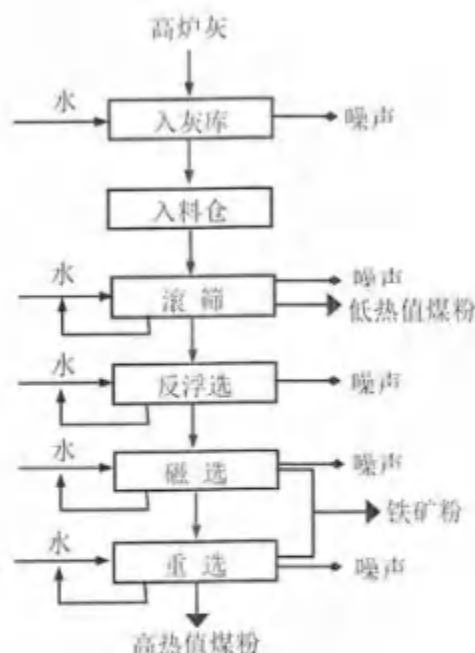 高炉灰
水
入灰库
噪声
入料仓
水
滚筛
噪声
低热值煤粉
水
反浮选
噪声
水
磁选
噪声
铁矿粉
水
重选
噪声
高热值煤粉